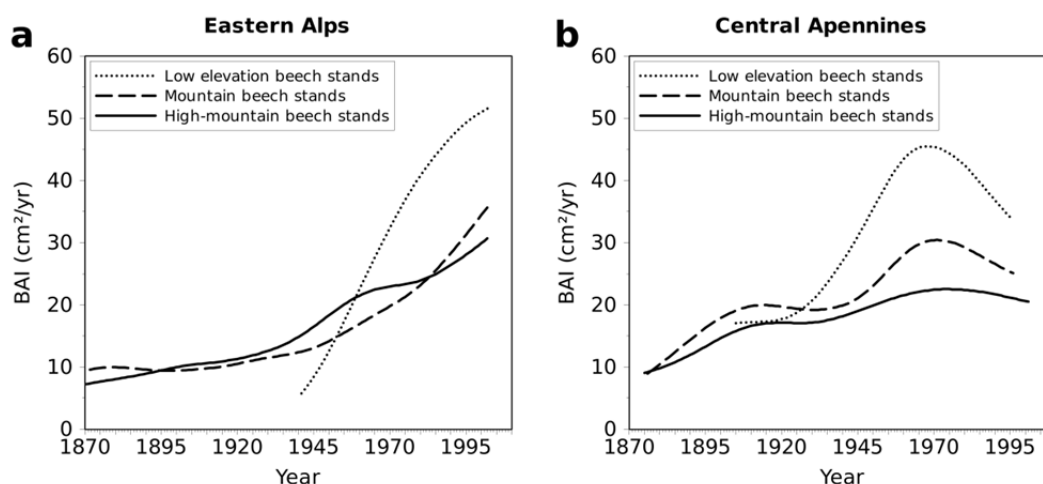 a
Eastern Alps
60
50
40
30
20
10
0
BAI (cm²/yr)
Low elevation beech stands
Mountain beech stands
High-mountain beech stands
1870 1895 1920 1945 1970 1995
Year
b
Central Apennines
60
50
40
30
20
10
0
BAI (cm²/yr)
Low elevation beech stands
Mountain beech stands
High-mountain beech stands
1870 1895 1920 1945 1970 1995
Year